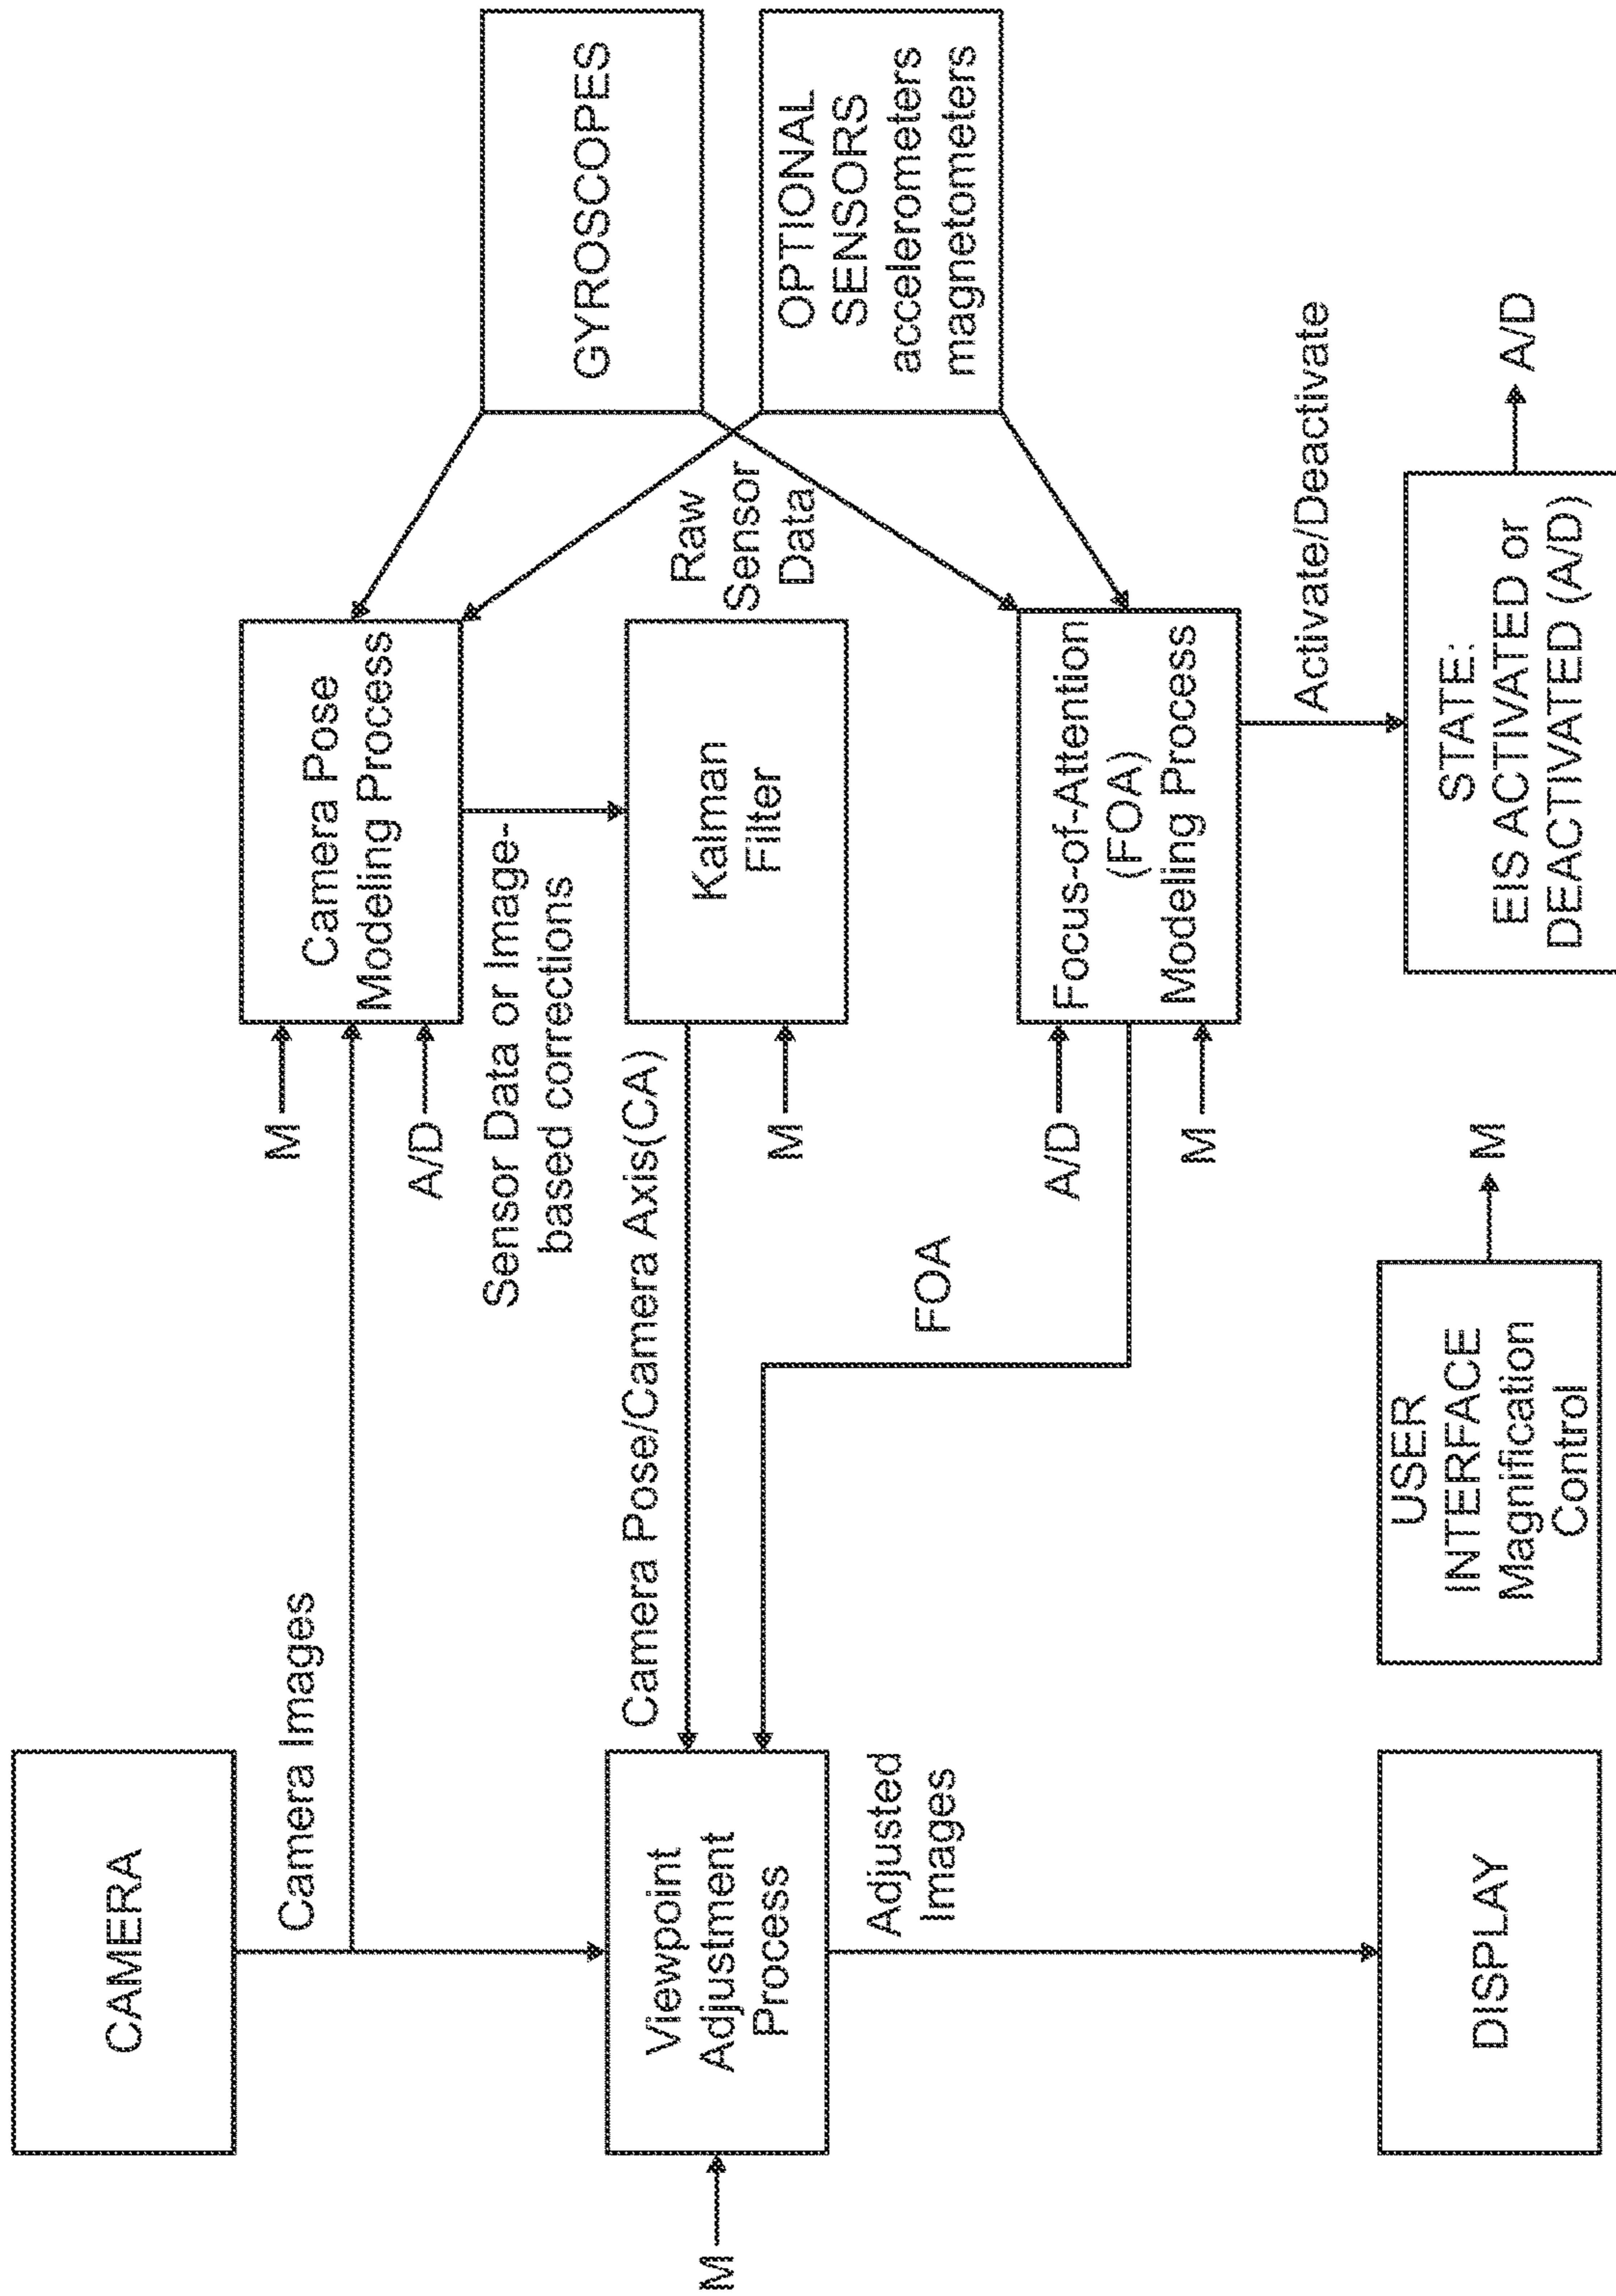 CAMERA
Camera Images
M
Camera Pose
Modeling Process
A/D
GYROSCOPES
Sensor Data or Image-
based corrections
Camera Pose/Camera Axis(CA)
M
Viewpoint
Adjustment
Process
Kalman
Filter
M
Raw
Sensor
Data
OPTIONAL
SENSORS
accelerometers
magnetometers
Adjusted
Images
FOA
A/D
Focus-of-Attention
(FOA)
Modeling Process
M
Activate/Deactivate
DISPLAY
USER
INTERFACE
Magnification
Control
M
STATE:
EIS ACTIVATED or
DEACTIVATED (A/D)
A/D